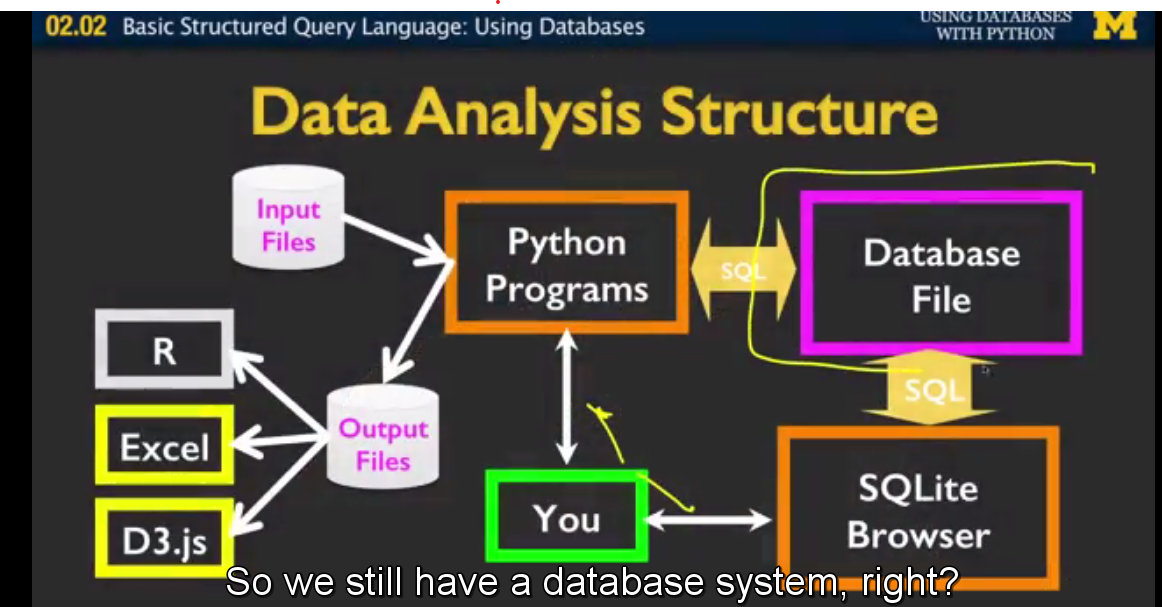 02.02 Basic Structured Query Language: Using Databases
USING DATABASES
WITH PYTHON
M
Data Analysis Structure
Input
Files
Python
Programs
SQL
Database
File
R
Excel
D3.js
Output
Files
SQL
You
SQLite
Browser
So we still have a database system, right?